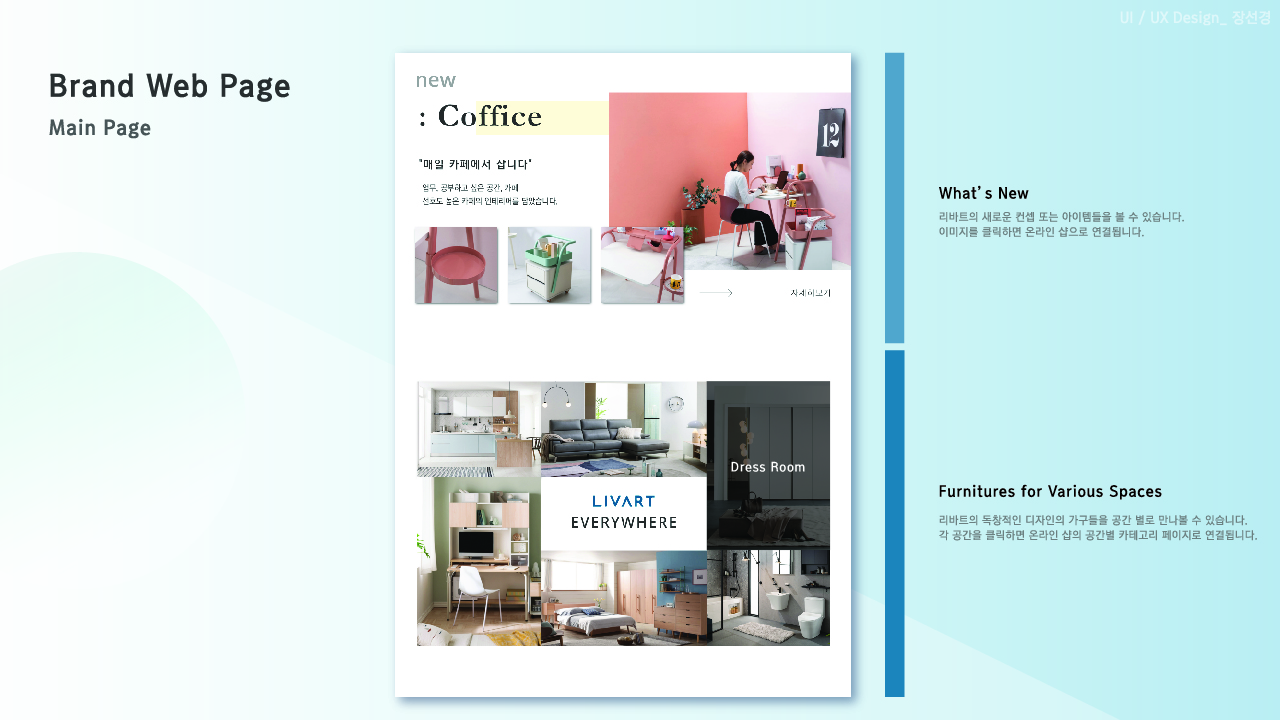 UI / UX Design_ 장선경
Brand Web Page
Main Page
new
: Coffice
"매일 카페에서 삽니다"
업무, 공부하고 싶은 공간, 카페
선호도 높은 카페의 인테리어를 담았습니다.
12
자세히보기
What's New
리바트의 새로운 컨셉 또는 아이템들을 볼 수 있습니다.
이미지를 클릭하면 온라인 샵으로 연결됩니다.
Dress Room
LIVART
EVERYWHERE
Furnitures for Various Spaces
리바트의 독창적인 디자인의 가구들을 공간 별로 만나볼 수 있습니다.
각 공간을 클릭하면 온라인 샵의 공간별 카테고리 페이지로 연결됩니다.